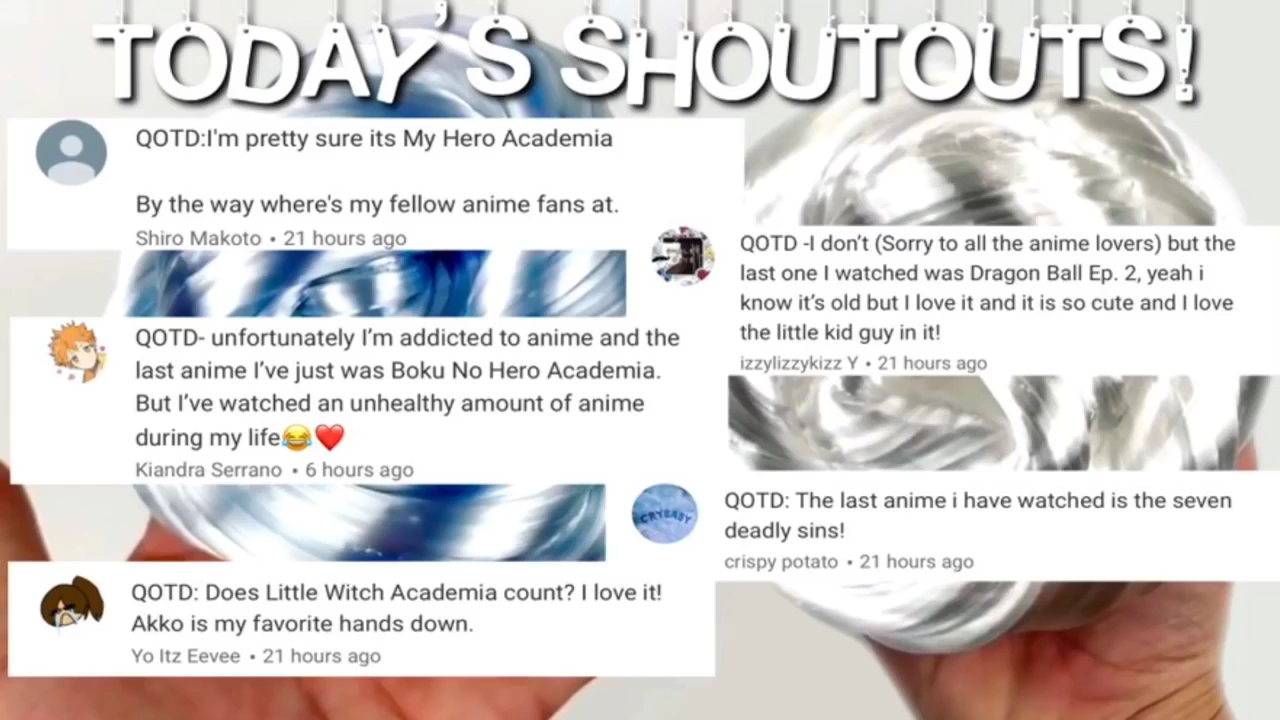 TODAY'S SHOUTOUTS!
QOTD:I'm pretty sure its My Hero Academia
By the way where's my fellow anime fans at.
Shiro Makoto • 21 hours ago
QOTD -I don’t (Sorry to all the anime lovers) but the
last one I watched was Dragon Ball Ep. 2, yeah i
know it’s old but I love it and it is so cute and I love
the little kid guy in it!
izzylizzykizz Y • 21 hours ago
QOTD- unfortunately I’m addicted to anime and the
last anime I’ve just was Boku No Hero Academia.
But I’ve watched an unhealthy amount of anime
during my life😂❤️
Kiandra Serrano • 6 hours ago
CRYBABY
QOTD: The last anime i have watched is the seven
deadly sins!
crispy potato • 21 hours ago
QOTD: Does Little Witch Academia count? I love it!
Akko is my favorite hands down.
Yo Itz Eevee • 21 hours ago